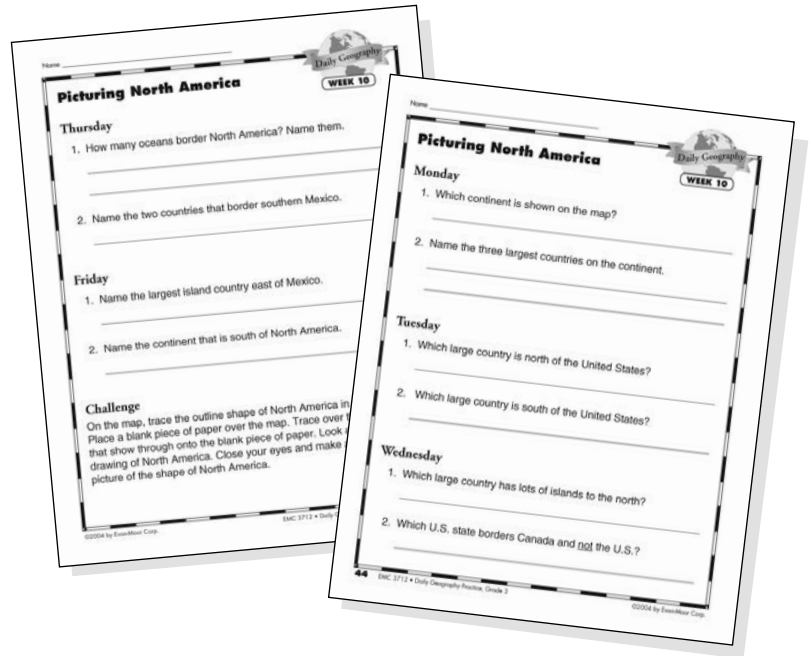 Name
Daily Geography
WEEK 10
Picturing North America
Thursday
1. How many oceans border North America? Name them.
2. Name the two countries that border southern Mexico.
Friday
1. Name the largest island country east of Mexico.
2. Name the continent that is south of North America.
Challenge
On the map, trace the outline shape of North America in
Place a blank piece of paper over the map. Trace over
that show through onto the blank piece of paper. Look
drawing of North America. Close your eyes and make
picture of the shape of North America.
©2004 by Evan-Moor Corp.
EMC 3712 • Daily
Name
Daily Geography
WEEK 10
Picturing North America
Monday
1. Which continent is shown on the map?
2. Name the three largest countries on the continent.
Tuesday
1. Which large country is north of the United States?
2. Which large country is south of the United States?
Wednesday
1. Which large country has lots of islands to the north?
2. Which U.S. state borders Canada and not the U.S.?
44 EMC 3712 • Daily Geography Practice, Grade 3
©2004 by Evan-Moor Corp.